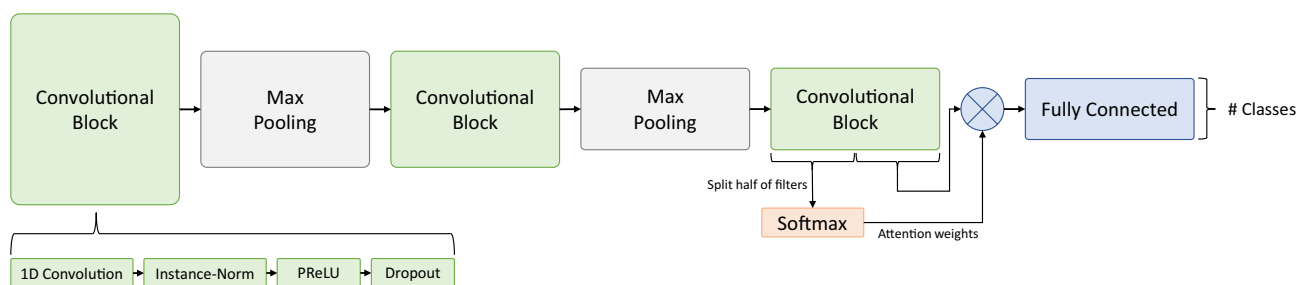 Convolutional
Block
Max
Pooling
Convolutional
Block
Max
Pooling
Convolutional
Block
Fully Connected
# Classes
Split half of filters
Softmax
Attention weights
1D Convolution
Instance-Norm
PReLU
Dropout